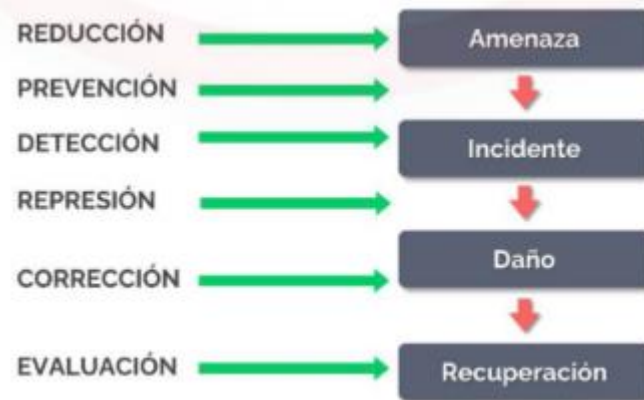 REDUCCIÓN
Amenaza
PREVENCIÓN
DETECCIÓN
Incidente
REPRESIÓN
CORRECCIÓN
Daño
EVALUACIÓN
Recuperación